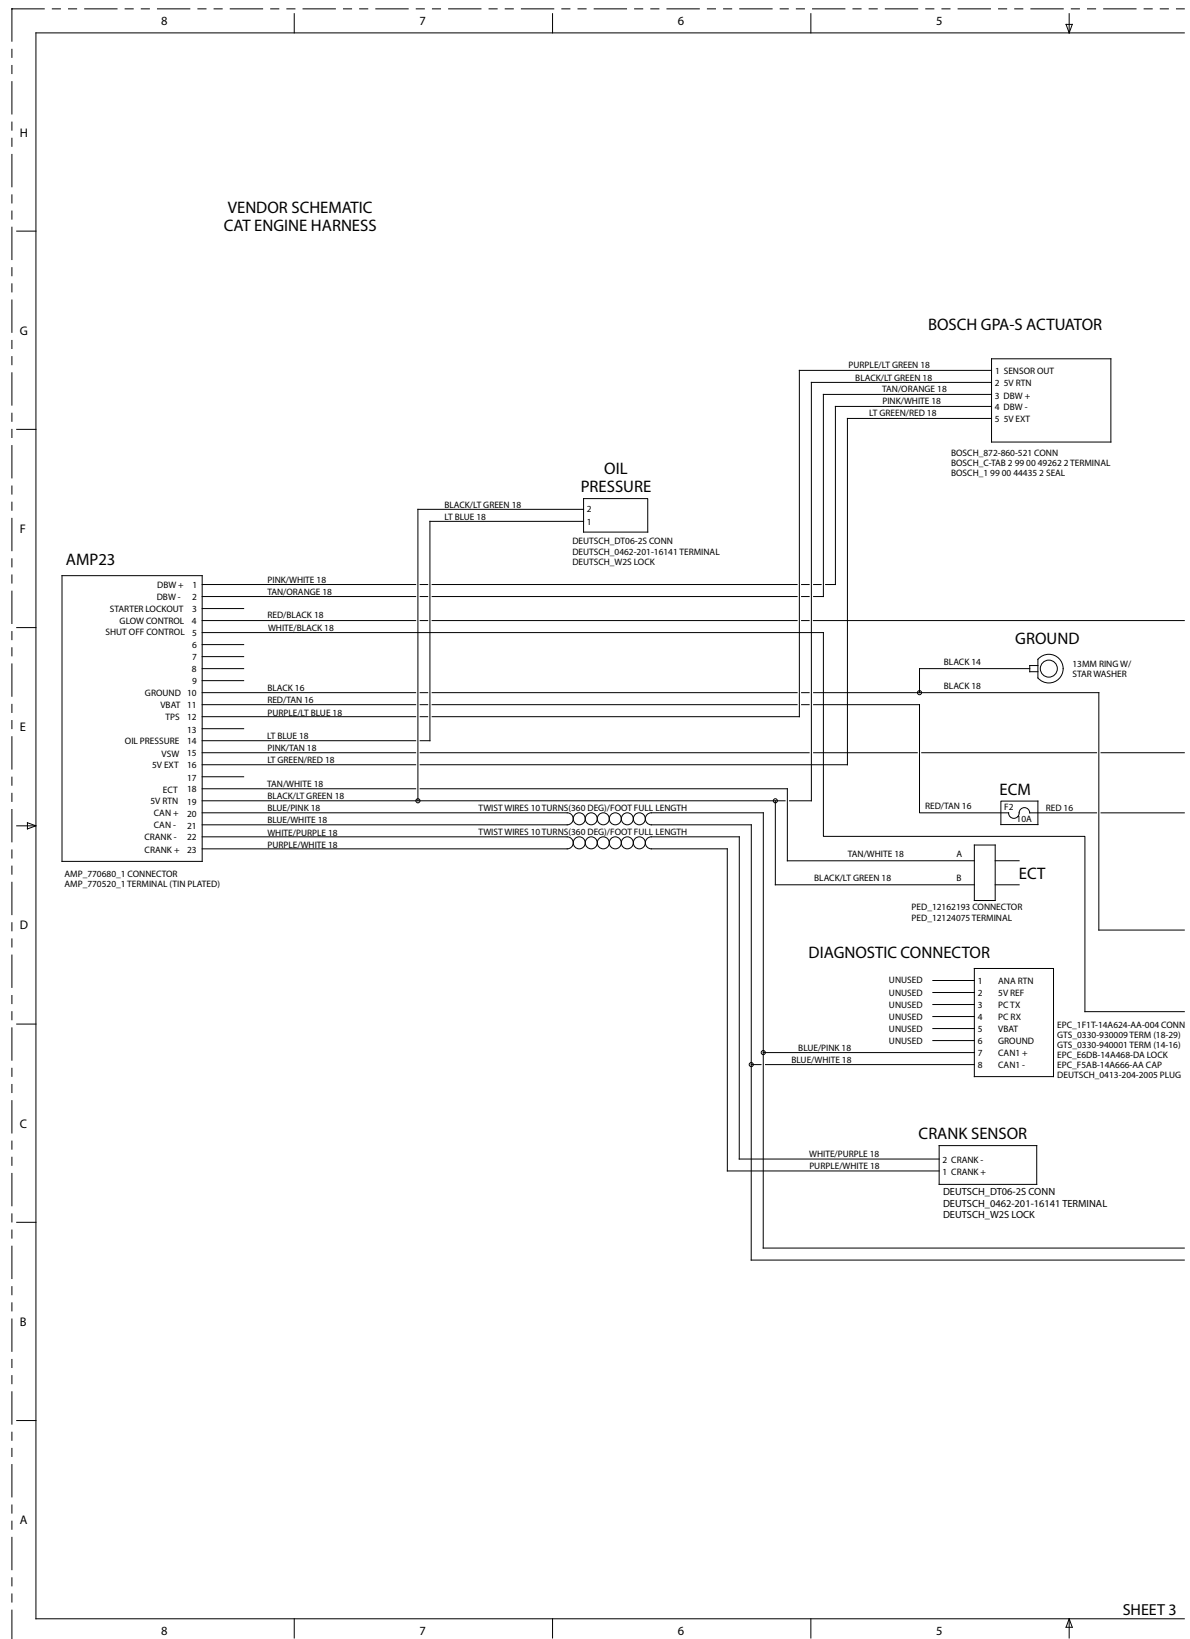 8 7 6 5
H
VENDOR SCHEMATIC
CAT ENGINE HARNESS
G
BOSCH GPA-S ACTUATOR
PURPLE/LT GREEN 18 1 SENSOR OUT
BLACK/LT GREEN 18 2 5V RTN
TAN/ORANGE 18 3 DBW +
PINK/WHITE 18 4 DBW -
LT GREEN/RED 18 5 5V EXT
BOSCH_872-860-521 CONN
BOSCH_C-TAB 2 99 00 49262 2 TERMINAL
BOSCH_1 99 00 44435 2 SEAL
OIL
PRESSURE
BLACK/LT GREEN 18 2
LT BLUE 18 1
DEUTSCH_DT06-2S CONN
DEUTSCH_0462-201-16141 TERMINAL
DEUTSCH_W2S LOCK
F
AMP23
DBW + 1 PINK/WHITE 18
DBW - 2 TAN/ORANGE 18
STARTER LOCKOUT 3
GLOW CONTROL 4 RED/BLACK 18
SHUT OFF CONTROL 5 WHITE/BLACK 18
6
7
8
9
GROUND 10 BLACK 16
VBAT 11 RED/TAN 16
TPS 12 PURPLE/LT BLUE 18
13
OIL PRESSURE 14 LT BLUE 18
VSW 15 PINK/TAN 18
5V EXT 16 LT GREEN/RED 18
17
ECT 18 TAN/WHITE 18
5V RTN 19 BLACK/LT GREEN 18
CAN + 20 BLUE/PINK 18 TWIST WIRES 10 TURNS(360 DEG)/FOOT FULL LENGTH
CAN - 21 BLUE/WHITE 18
CRANK - 22 WHITE/PURPLE 18 TWIST WIRES 10 TURNS(360 DEG)/FOOT FULL LENGTH
CRANK + 23 PURPLE/WHITE 18
AMP_770680_1 CONNECTOR
AMP_770520_1 TERMINAL (TIN PLATED)
E
GROUND
BLACK 14
13MM RING W/
STAR WASHER
BLACK 18
ECM
RED/TAN 16 F2 RED 16
10A
TAN/WHITE 18 A
ECT
BLACK/LT GREEN 18 B
PED_12162193 CONNECTOR
PED_12124075 TERMINAL
D
DIAGNOSTIC CONNECTOR
UNUSED 1 ANA RTN
UNUSED 2 5V REF
UNUSED 3 PC TX
UNUSED 4 PC RX
UNUSED 5 VBAT
UNUSED 6 GROUND
BLUE/PINK 18 7 CAN1 +
BLUE/WHITE 18 8 CAN1 -
EPC_1F1T-14A624-AA-004 CONN
GTS_0330-930009 TERM (18-29)
GTS_0330-940001 TERM (14-16)
EPC_E6DB-14A468-DA LOCK
EPC_F5AB-14A666-AA CAP
DEUTSCH_0413-204-2005 PLUG
C
CRANK SENSOR
WHITE/PURPLE 18 2 CRANK -
PURPLE/WHITE 18 1 CRANK +
DEUTSCH_DT06-2S CONN
DEUTSCH_0462-201-16141 TERMINAL
DEUTSCH_W2S LOCK
B
A
SHEET 3
8 7 6 5